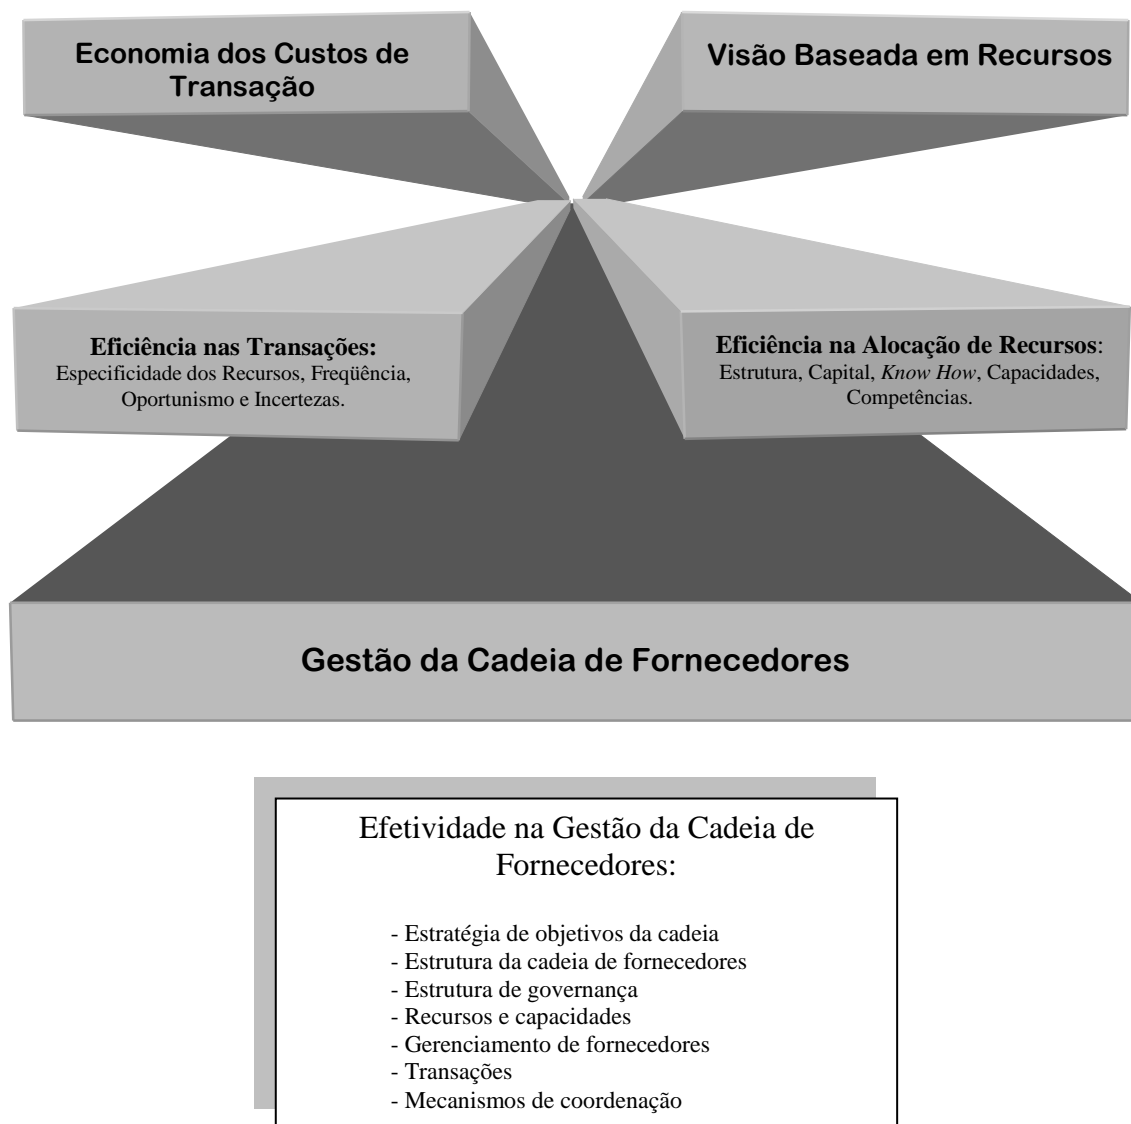 Economia dos Custos de
Transação
Visão Baseada em Recursos
Eficiência nas Transações:
Especificidade dos Recursos, Freqüência,
Oportunismo e Incertezas.
Eficiência na Alocação de Recursos:
Estrutura, Capital, Know How, Capacidades,
Competências.
Gestão da Cadeia de Fornecedores
Efetividade na Gestão da Cadeia de
Fornecedores:
- Estratégia de objetivos da cadeia
- Estrutura da cadeia de fornecedores
- Estrutura de governança
- Recursos e capacidades
- Gerenciamento de fornecedores
- Transações
- Mecanismos de coordenação